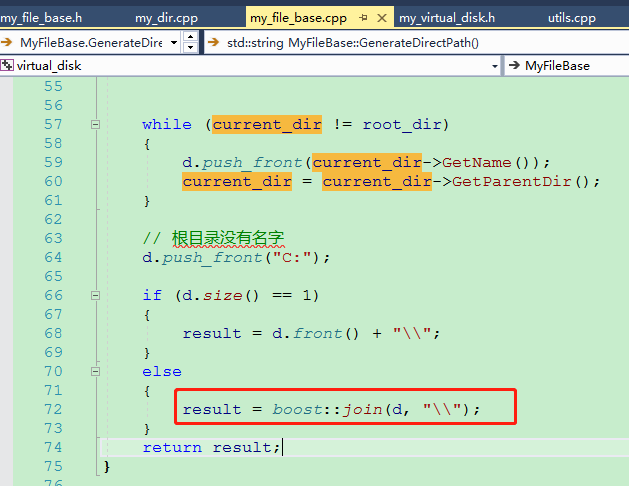 my_file_base.h my_dir.cpp my_file_base.cpp my_virtual_disk.h utils.cpp
MyFileBase.GenerateDire std::string MyFileBase::GenerateDirectPath()
virtual_disk MyFileBase
55
56
57 while (current_dir != root_dir)
58 {
59 d.push_front(current_dir->GetName());
60 current_dir = current_dir->GetParentDir();
61 }
62
63 // 根目录没有名字
64 d.push_front("C:");
65
66 if (d.size() == 1)
67 {
68 result = d.front() + "\\";
69 }
70 else
71 {
72 result = boost::join(d, "\\");
73 }
74 return result;
75 }
76